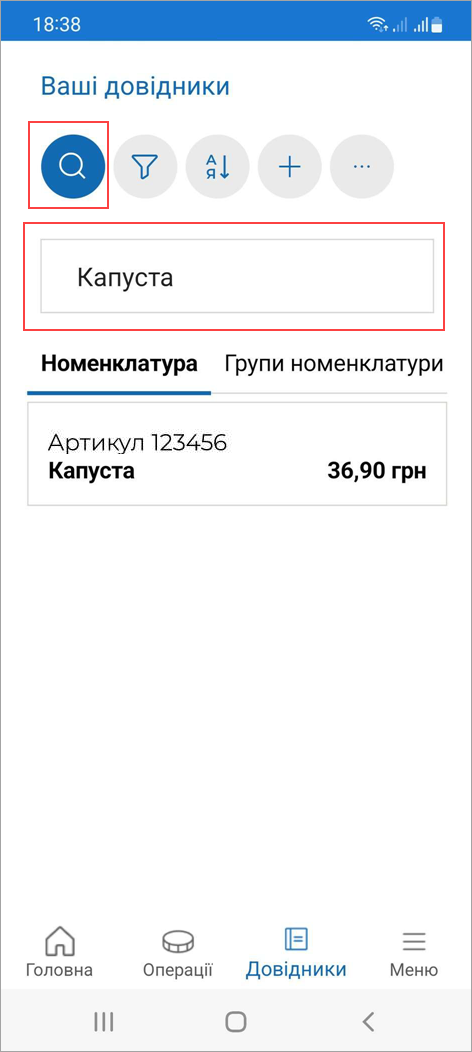 18:38
Ваші довідники
А
Я
Капуста
Номенклатура Групи номенклатури
Артикул 123456
Капуста 36,90 грн
Головна Операції Довідники Меню